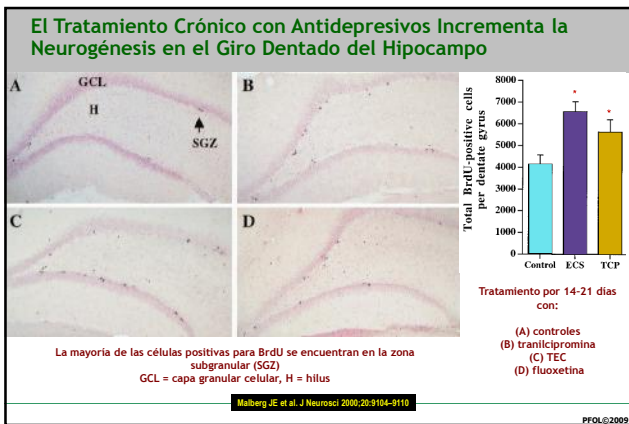 El Tratamiento Crónico con Antidepresivos Incrementa la
Neurogénesis en el Giro Dentado del Hipocampo
A
GCL
H
SGZ
B
C
D
Total BrdU-positive cells
per dentate gyrus
8000
7000
6000
5000
4000
3000
2000
1000
0
*
*
Control ECS TCP
La mayoría de las células positivas para BrdU se encuentran en la zona
subgranular (SGZ)
GCL = capa granular celular, H = hilus
Tratamiento por 14-21 días
con:
(A) controles
(B) tranilcipromina
(C) TEC
(D) fluoxetina
Malberg JE et al. J Neurosci 2000;20:9104–9110
PFOL©2009